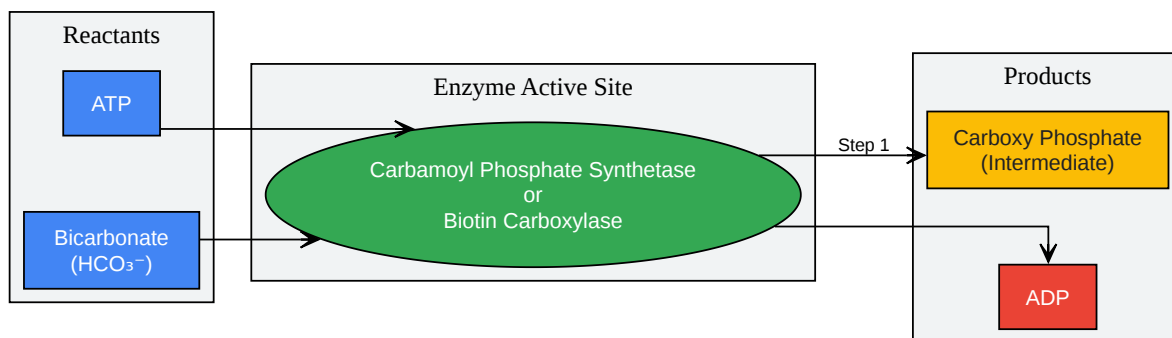 Reactants
ATP
Bicarbonate
(HCO₃⁻)
Enzyme Active Site
Carbamoyl Phosphate Synthetase
or
Biotin Carboxylase
Step 1
Products
Carboxy Phosphate
(Intermediate)
ADP